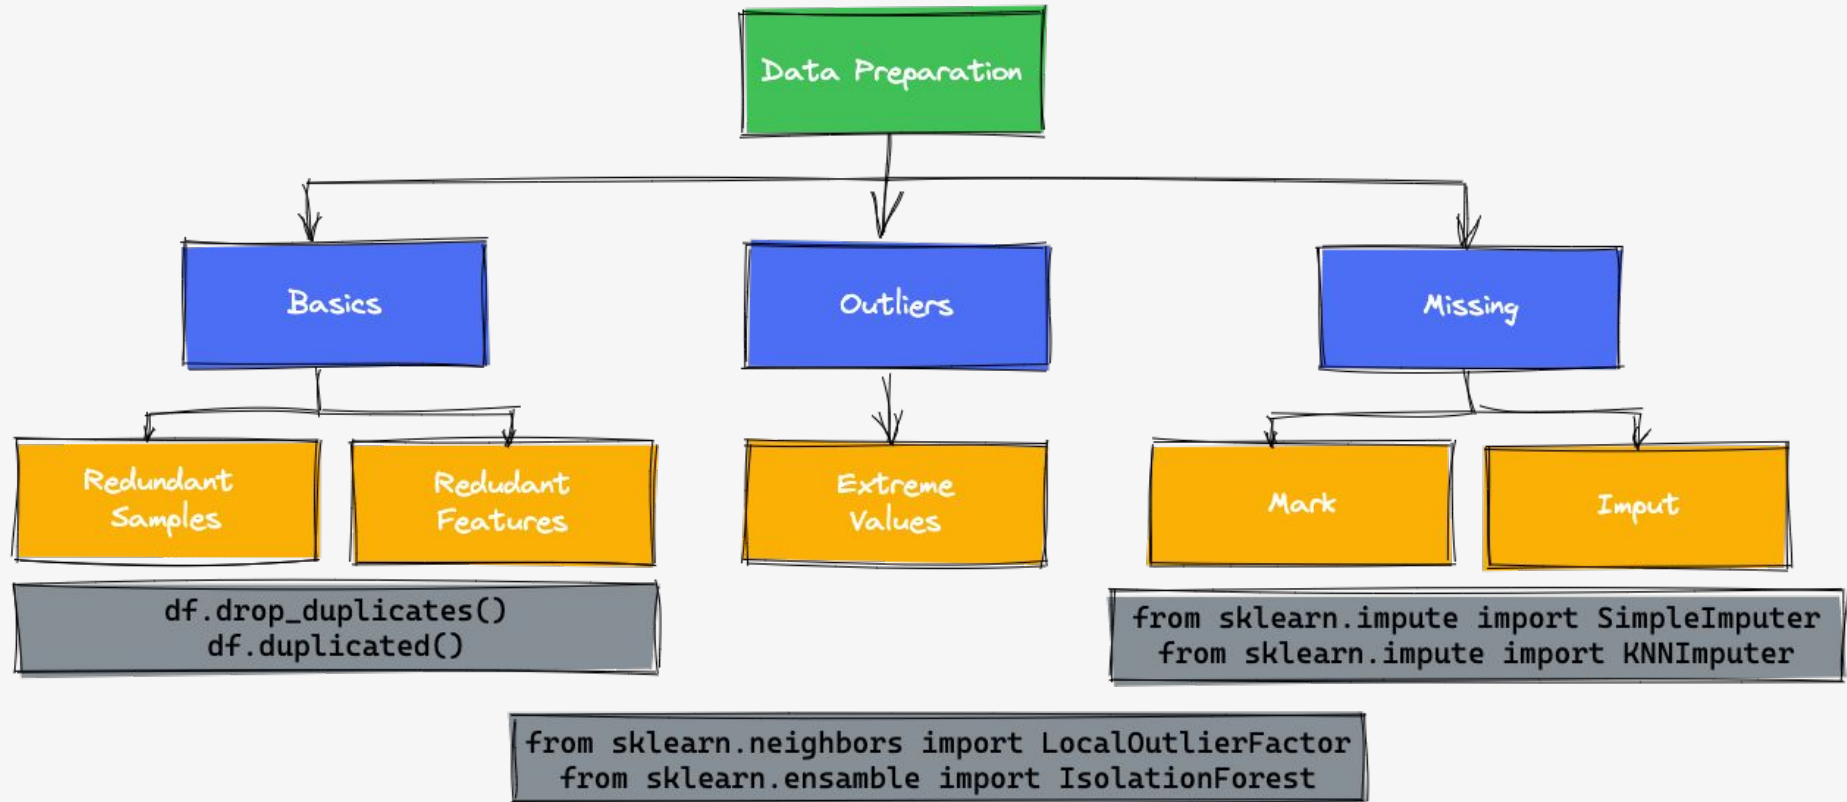 Data Preparation
Basics
Outliers
Missing
Redundant
Samples
Redudant
Features
Extreme
Values
Mark
Imput
df.drop_duplicates()
df.duplicated()
from sklearn.impute import SimpleImputer
from sklearn.impute import KNNImputer
from sklearn.neighbors import LocalOutlierFactor
from sklearn.ensamble import IsolationForest